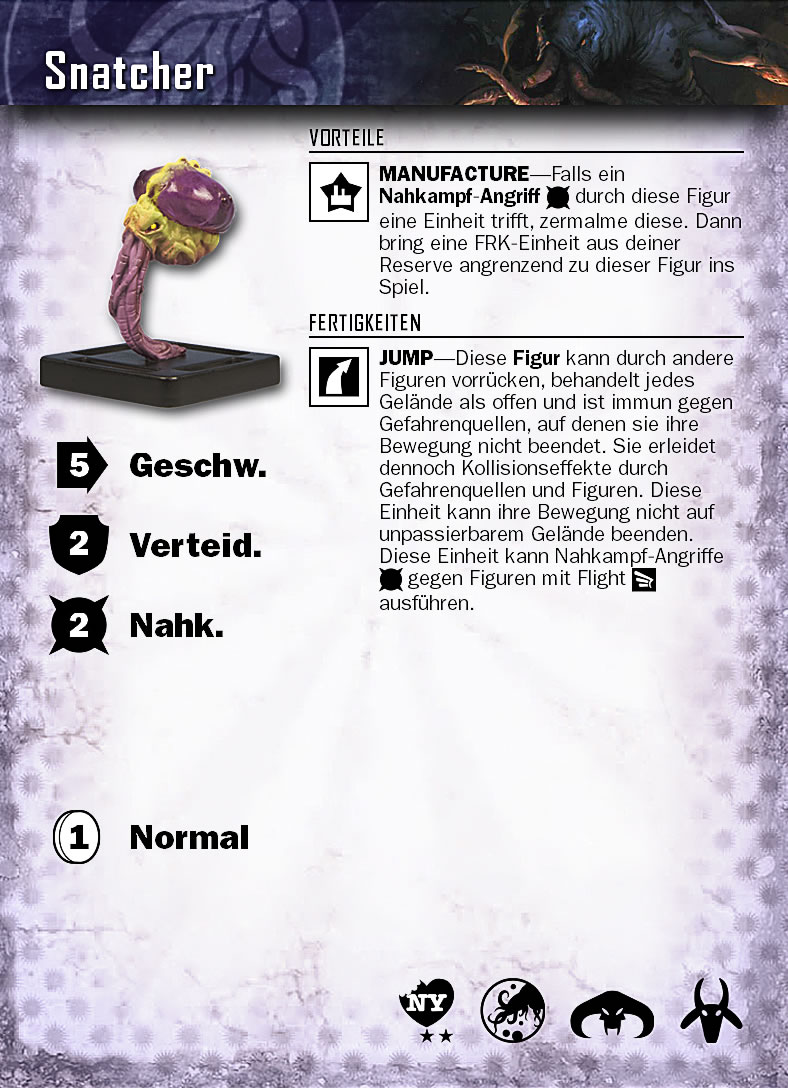 Snatcher
VORTEILE
MANUFACTURE—Falls ein
Nahkampf-Angriff durch diese Figur
eine Einheit trifft, zermalme diese. Dann
bring eine FRK-Einheit aus deiner
Reserve angrenzend zu dieser Figur ins
Spiel.
FERTIGKEITEN
JUMP—Diese Figur kann durch andere
Figuren vorrücken, behandelt jedes
Gelände als offen und ist immun gegen
Gefahrenquellen, auf denen sie ihre
Bewegung nicht beendet. Sie erleidet
dennoch Kollisionseffekte durch
Gefahrenquellen und Figuren. Diese
Einheit kann ihre Bewegung nicht auf
unpassierbarem Gelände beenden.
Diese Einheit kann Nahkampf-Angriffe
gegen Figuren mit Flight
ausführen.
5 Geschw.
2 Verteid.
2 Nahk.
1 Normal
NY